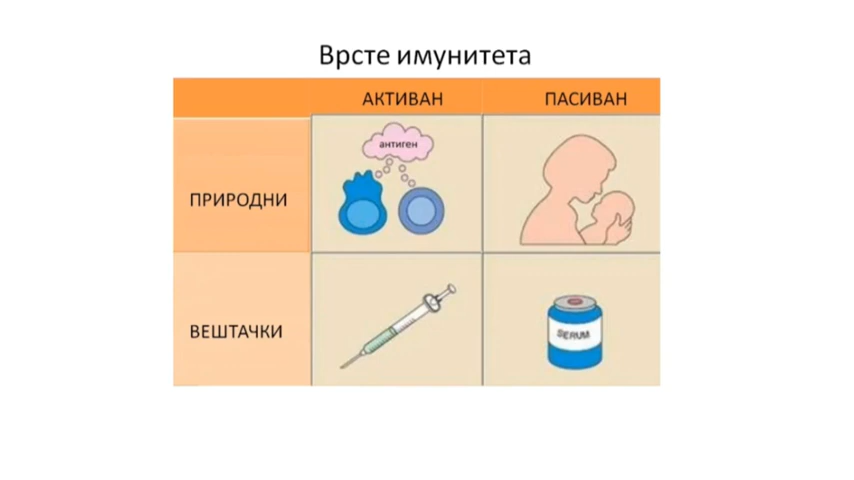 Врсте имунитета
АКТИВАН ПАСИВАН
антиген
ПРИРОДНИ
ВЕШТАЧКИ
SERUM